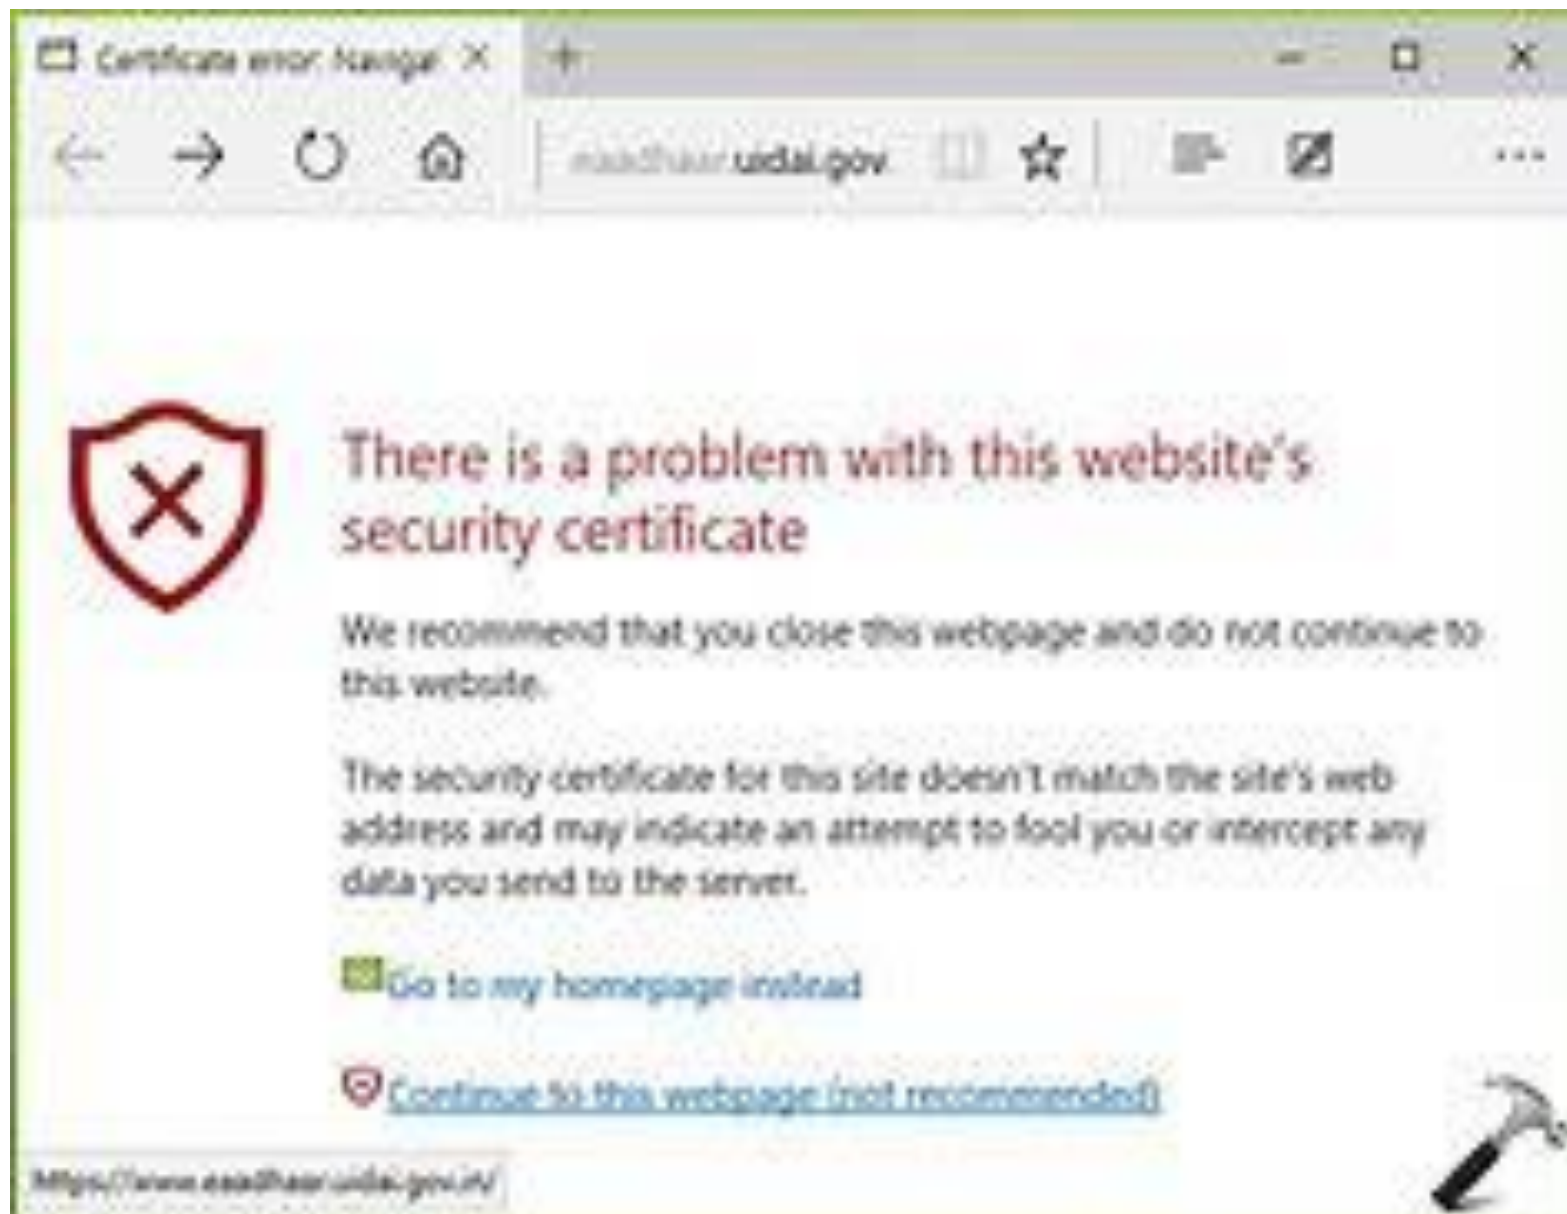 Certificate error: Navigat
eaadhaar.uidai.gov.
There is a problem with this website's
security certificate
We recommend that you close this webpage and do not continue to
this website.
The security certificate for this site doesn't match the site's web
address and may indicate an attempt to fool you or intercept any
data you send to the server.
Go to my homepage instead
Continue to this webpage (not recommended)
https://www.eaadhaar.uidai.gov.in/